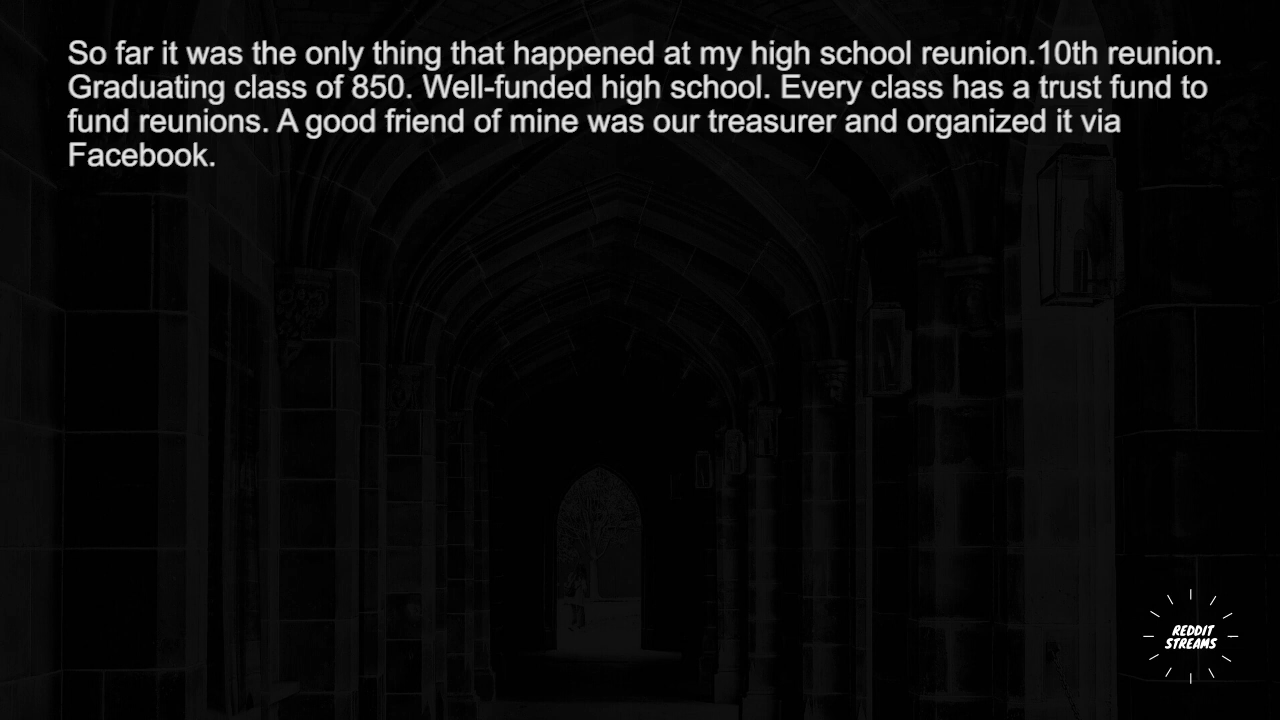 So far it was the only thing that happened at my high school reunion.10th reunion.
Graduating class of 850. Well-funded high school. Every class has a trust fund to
fund reunions. A good friend of mine was our treasurer and organized it via
Facebook.
REDDIT
STREAMS